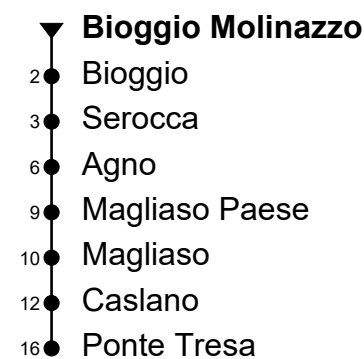 Bioggio Molinazzo
2 Bioggio
3 Serocca
6 Agno
9 Magliaso Paese
10 Magliaso
12 Caslano
16 Ponte Tresa